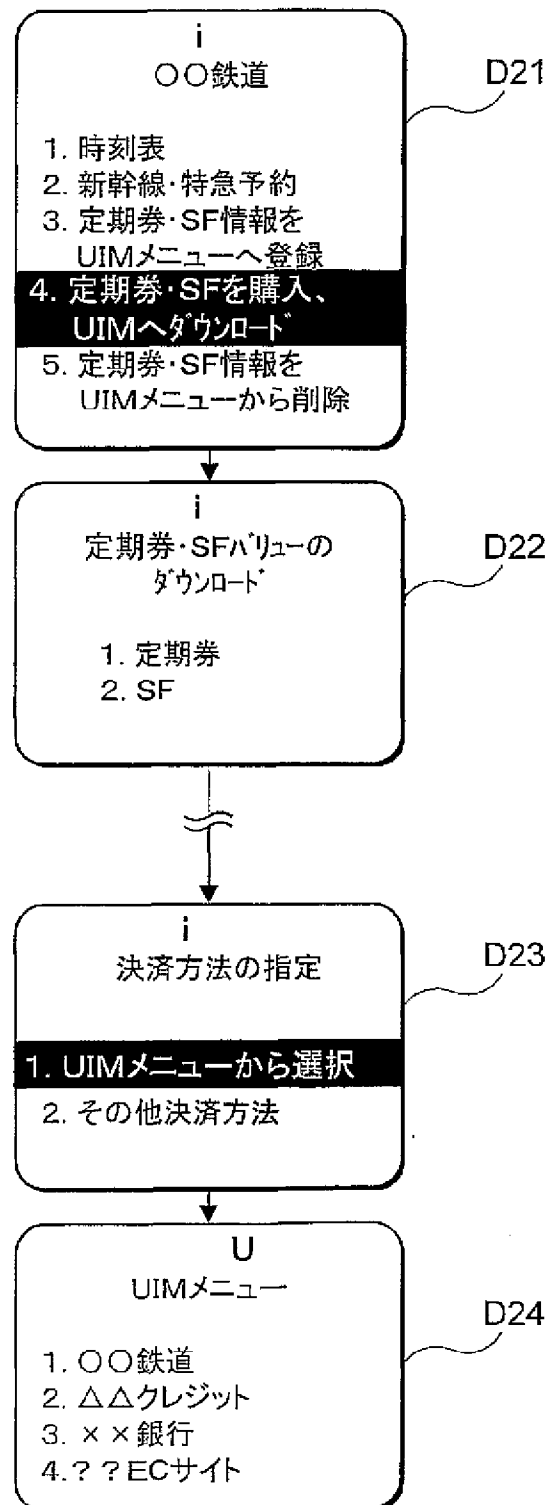 i
○○鉄道
D21
1. 時刻表
2. 新幹線・特急予約
3. 定期券・SF情報を
UIMメニューへ登録
4. 定期券・SFを購入、
UIMへダウンロード
5. 定期券・SF情報を
UIMメニューから削除
i
定期券・SFバリューの
ダウンロード
D22
1. 定期券
2. SF
i
決済方法の指定
D23
1. UIMメニューから選択
2. その他決済方法
U
UIMメニュー
D24
1. ○○鉄道
2. △△クレジット
3. ××銀行
4.??ECサイト